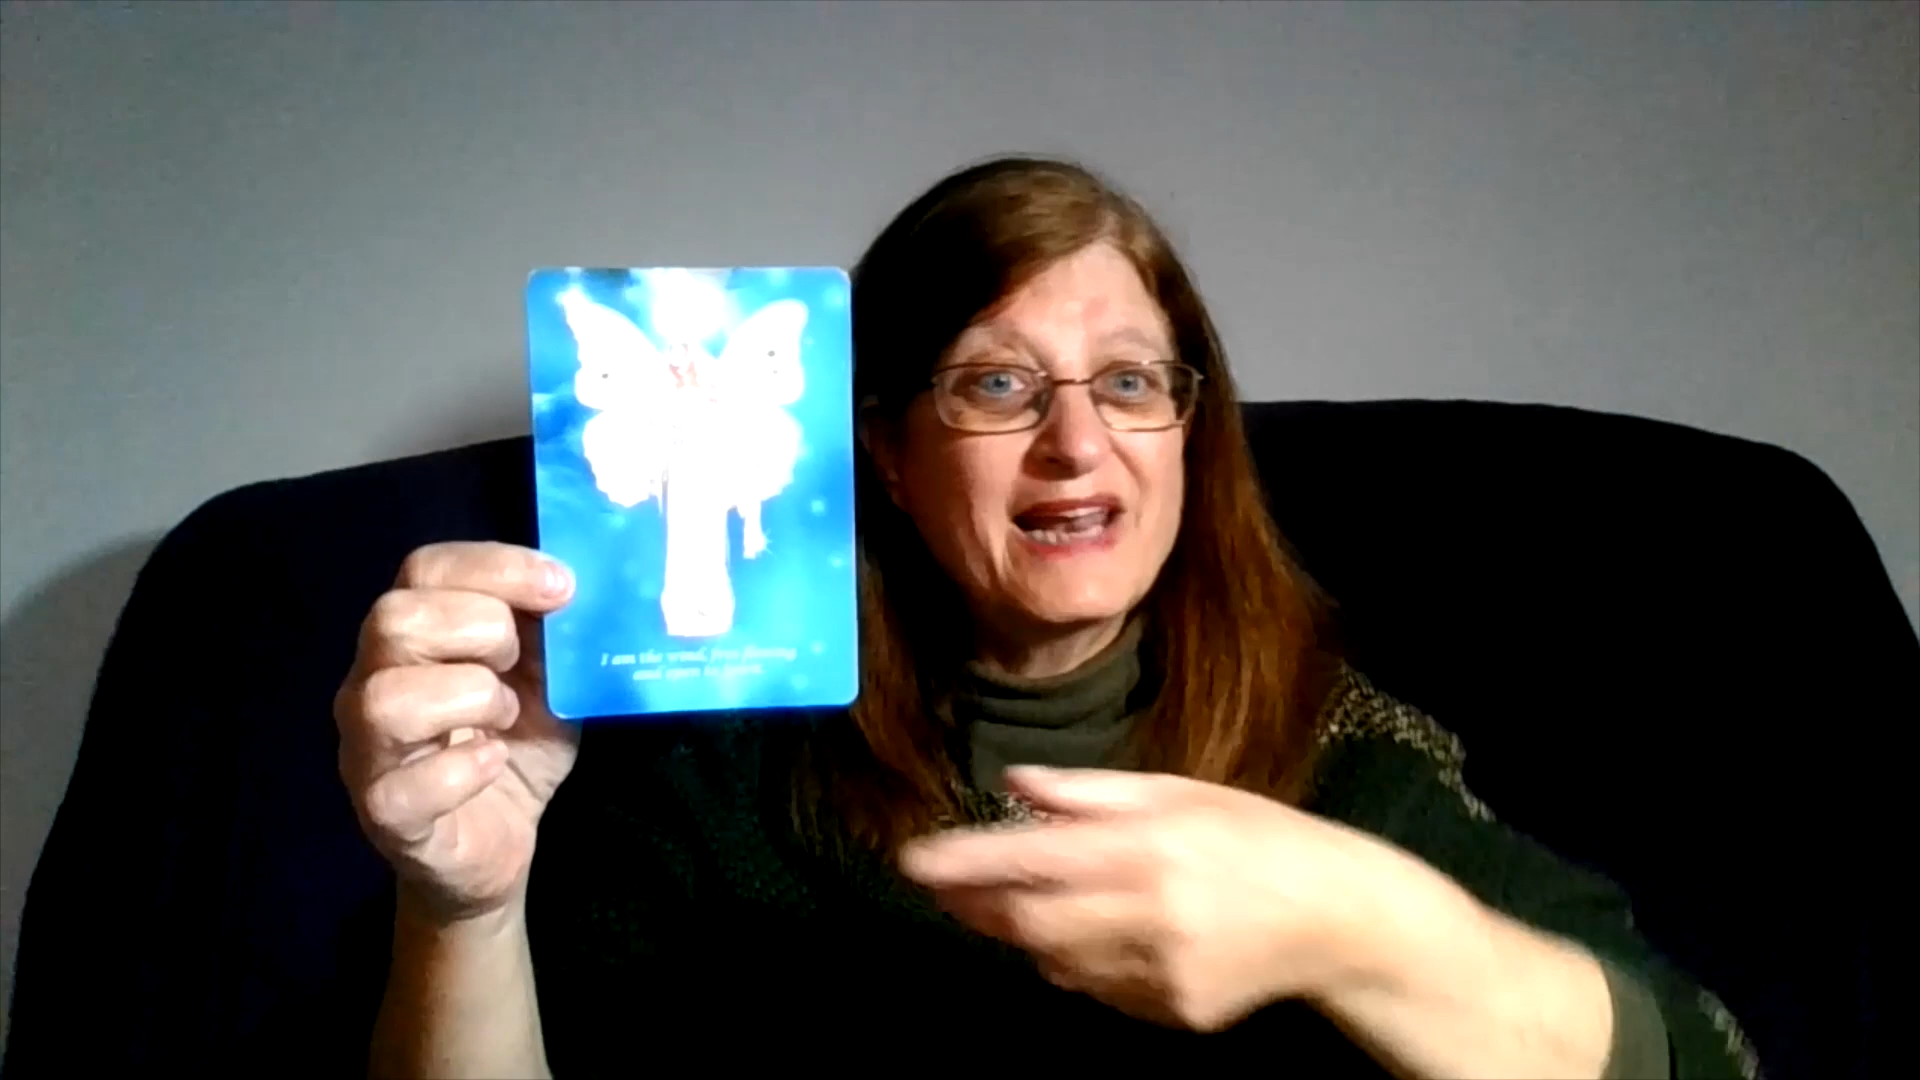 I am the wind, free flowing
and open to